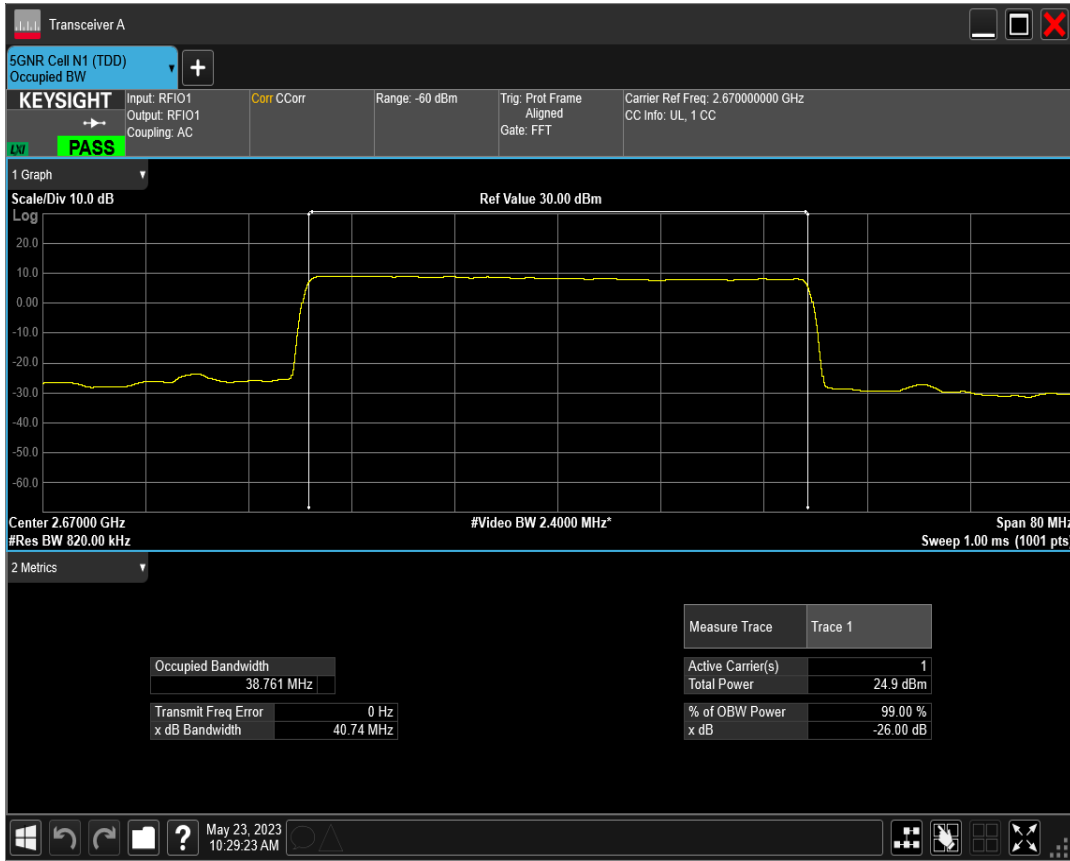 Transceiver A
5GNR Cell N1 (TDD)
Occupied BW
+
KEYSIGHT
LXI
PASS
Input: RFIO1
Output: RFIO1
Coupling: AC
Corr CCorr
Range: -60 dBm
Trig: Prot Frame
Aligned
Gate: FFT
Carrier Ref Freq: 2.670000000 GHz
CC Info: UL, 1 CC
1 Graph
Scale/Div 10.0 dB
Ref Value 30.00 dBm
Log
20.0
10.0
0.00
-10.0
-20.0
-30.0
-40.0
-50.0
-60.0
Center 2.67000 GHz
#Video BW 2.4000 MHz*
Span 80 MHz
#Res BW 820.00 kHz
Sweep 1.00 ms (1001 pts)
2 Metrics
Measure Trace Trace 1
Occupied Bandwidth
38.761 MHz
Active Carrier(s) 1
Total Power 24.9 dBm
Transmit Freq Error 0 Hz
x dB Bandwidth 40.74 MHz
% of OBW Power 99.00 %
x dB -26.00 dB
?
May 23, 2023
10:29:23 AM